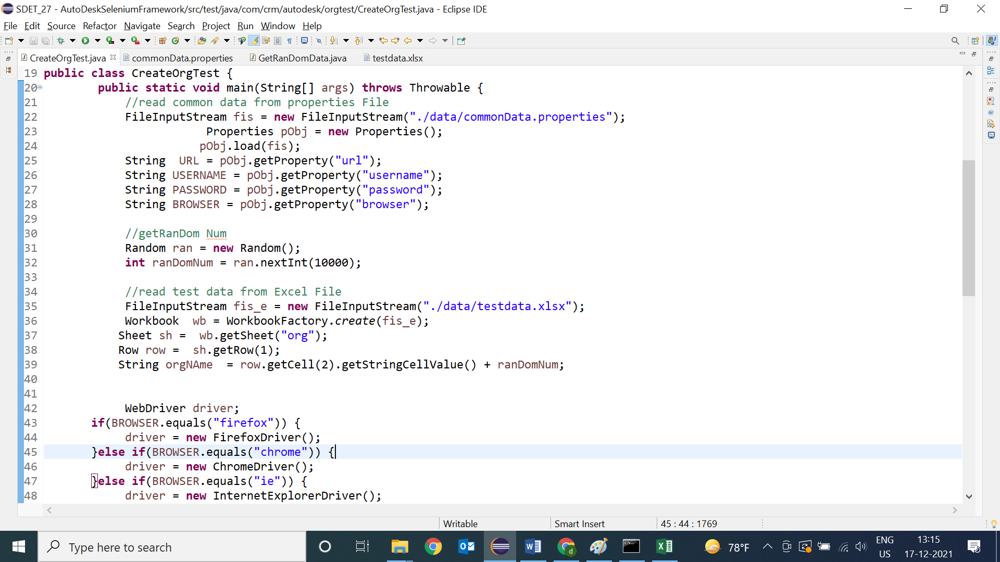 SDET_27 - AutoDeskSeleniumFramework/src/test/java/com/crm/autodesk/orgtest/CreateOrgTest.java - Eclipse IDE
File Edit Source Refactor Navigate Search Project Run Window Help
CreateOrgTest.java commonData.properties GetRanDomData.java testdata.xlsx
19 public class CreateOrgTest {
20 public static void main(String[] args) throws Throwable {
21 //read common data from properties File
22 FileInputStream fis = new FileInputStream("./data/commonData.properties");
23 Properties pObj = new Properties();
24 pObj.load(fis);
25 String URL = pObj.getProperty("url");
26 String USERNAME = pObj.getProperty("username");
27 String PASSWORD = pObj.getProperty("password");
28 String BROWSER = pObj.getProperty("browser");
29
30 //getRanDom Num
31 Random ran = new Random();
32 int ranDomNum = ran.nextInt(10000);
33
34 //read test data from Excel File
35 FileInputStream fis_e = new FileInputStream("./data/testdata.xlsx");
36 Workbook wb = WorkbookFactory.create(fis_e);
37 Sheet sh = wb.getSheet("org");
38 Row row = sh.getRow(1);
39 String orgNAme = row.getCell(2).getStringCellValue() + ranDomNum;
40
41
42 WebDriver driver;
43 if(BROWSER.equals("firefox")) {
44 driver = new FirefoxDriver();
45 }else if(BROWSER.equals("chrome")) {
46 driver = new ChromeDriver();
47 }else if(BROWSER.equals("ie")) {
48 driver = new InternetExplorerDriver();
Writable Smart Insert 45 : 44 : 1769
Type here to search
78°F
ENG
US
13:15
17-12-2021